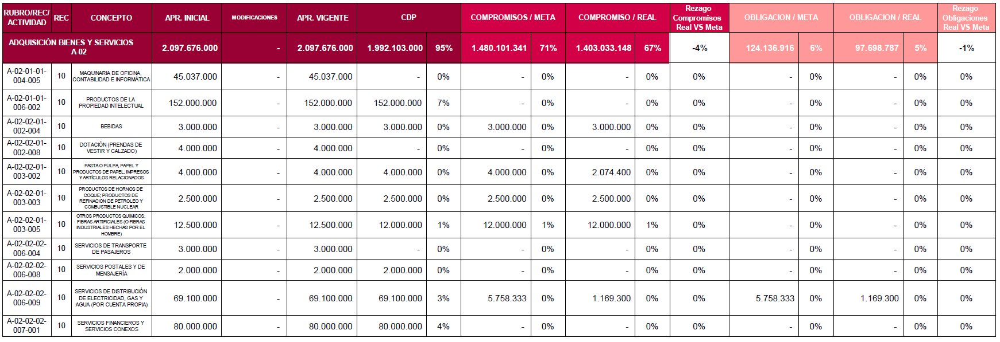 RUBRO/REC/ ACTIVIDAD REC CONCEPTO APR. INICIAL MODIFICACIONES APR. VIGENTE CDP COMPROMISOS / META COMPROMISO / REAL Rezago Compromisos Real VS Meta OBLIGACION / META OBLIGACION / REAL Rezago Obligaciones Real VS Meta
ADQUISICIÓN BIENES Y SERVICIOS A-02 2.097.676.000 - 2.097.676.000 1.992.103.000 95% 1.480.101.341 71% 1.403.033.148 67% -4% 124.136.916 6% 97.698.787 5% -1%
A-02-01-01-004-005 10 MAQUINARIA DE OFICINA, CONTABILIDAD E INFORMÁTICA 45.037.000 - 45.037.000 - 0% - 0% - 0% 0% - 0% - 0% 0%
A-02-01-01-006-002 10 PRODUCTOS DE LA PROPIEDAD INTELECTUAL 152.000.000 - 152.000.000 152.000.000 7% - 0% - 0% 0% - 0% - 0% 0%
A-02-02-01-002-004 10 BEBIDAS 3.000.000 - 3.000.000 3.000.000 0% 3.000.000 0% 3.000.000 0% 0% - 0% - 0% 0%
A-02-02-01-002-008 10 DOTACIÓN (PRENDAS DE VESTIR Y CALZADO) 4.000.000 - 4.000.000 - 0% - 0% - 0% 0% - 0% - 0% 0%
A-02-02-01-003-002 10 PASTA O PULPA, PAPEL Y PRODUCTOS DE PAPEL; IMPRESOS Y ARTÍCULOS RELACIONADOS 4.000.000 - 4.000.000 4.000.000 0% 4.000.000 0% 2.074.400 0% 0% - 0% - 0% 0%
A-02-02-01-003-003 10 PRODUCTOS DE HORNOS DE COQUE; PRODUCTOS DE REFINACIÓN DE PETRÓLEO Y COMBUSTIBLE NUCLEAR 2.500.000 - 2.500.000 2.500.000 0% 2.500.000 0% 2.500.000 0% 0% - 0% - 0% 0%
A-02-02-01-003-005 10 OTROS PRODUCTOS QUÍMICOS; FIBRAS ARTIFICIALES (O FIBRAS INDUSTRIALES HECHAS POR EL HOMBRE) 12.500.000 - 12.500.000 12.000.000 1% 12.000.000 1% 12.000.000 1% 0% - 0% - 0% 0%
A-02-02-02-006-004 10 SERVICIOS DE TRANSPORTE DE PASAJEROS 3.000.000 - 3.000.000 - 0% - 0% - 0% 0% - 0% - 0% 0%
A-02-02-02-006-008 10 SERVICIOS POSTALES Y DE MENSAJERÍA 2.000.000 - 2.000.000 2.000.000 0% - 0% - 0% 0% - 0% - 0% 0%
A-02-02-02-006-009 10 SERVICIOS DE DISTRIBUCIÓN DE ELECTRICIDAD, GAS Y AGUA (POR CUENTA PROPIA) 69.100.000 - 69.100.000 69.100.000 3% 5.758.333 0% 1.169.300 0% 0% 5.758.333 0% 1.169.300 0% 0%
A-02-02-02-007-001 10 SERVICIOS FINANCIEROS Y SERVICIOS CONEXOS 80.000.000 - 80.000.000 80.000.000 4% - 0% - 0% 0% - 0% - 0% 0%